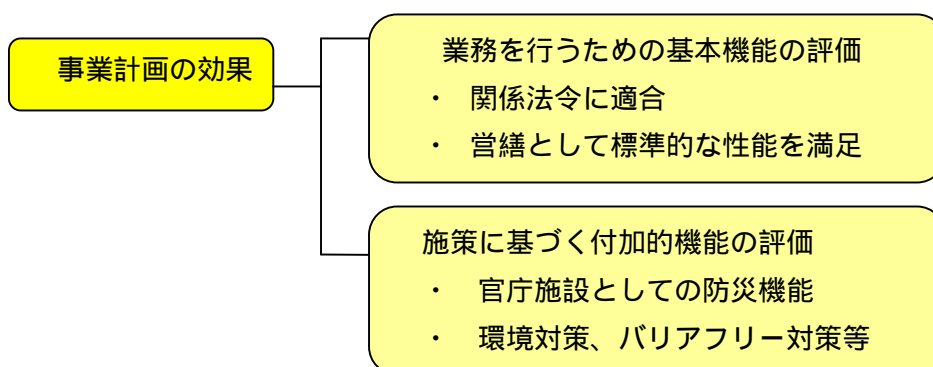 事業計画の効果
業務を行うための基本機能の評価
・ 関係法令に適合
・ 営繕として標準的な性能を満足
施策に基づく付加的機能の評価
・ 官庁施設としての防災機能
・ 環境対策、バリアフリー対策等